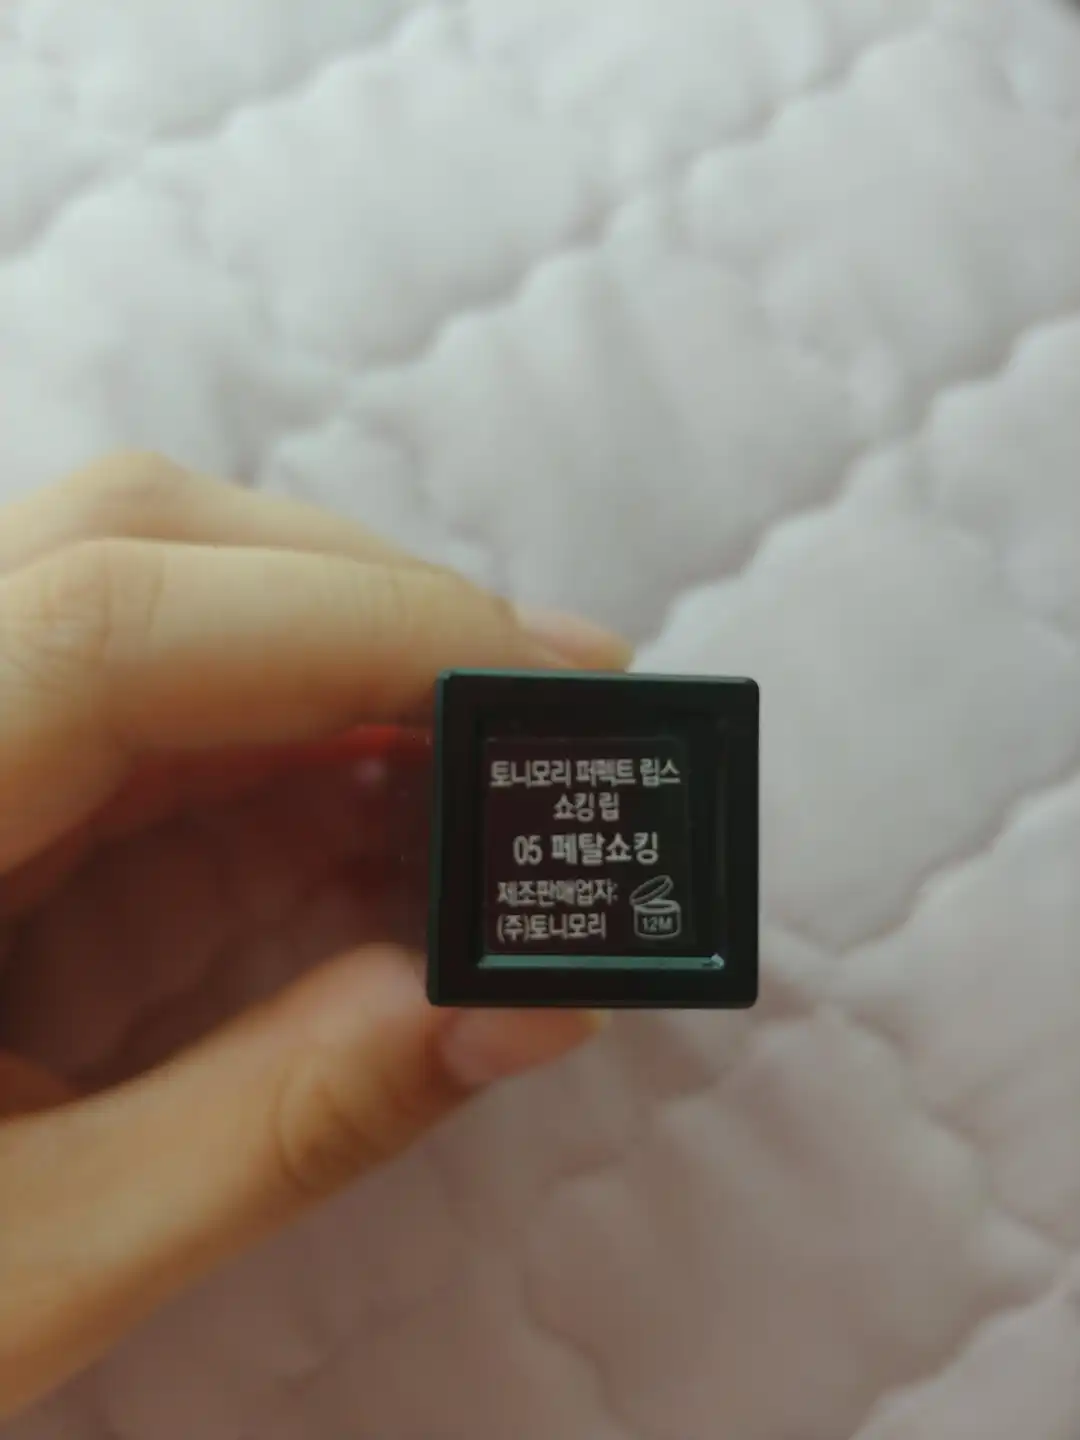 토니모리 퍼펙트 립스
쇼킹 립
05 페탈쇼킹
제조판매업자:
(주)토니모리
12M